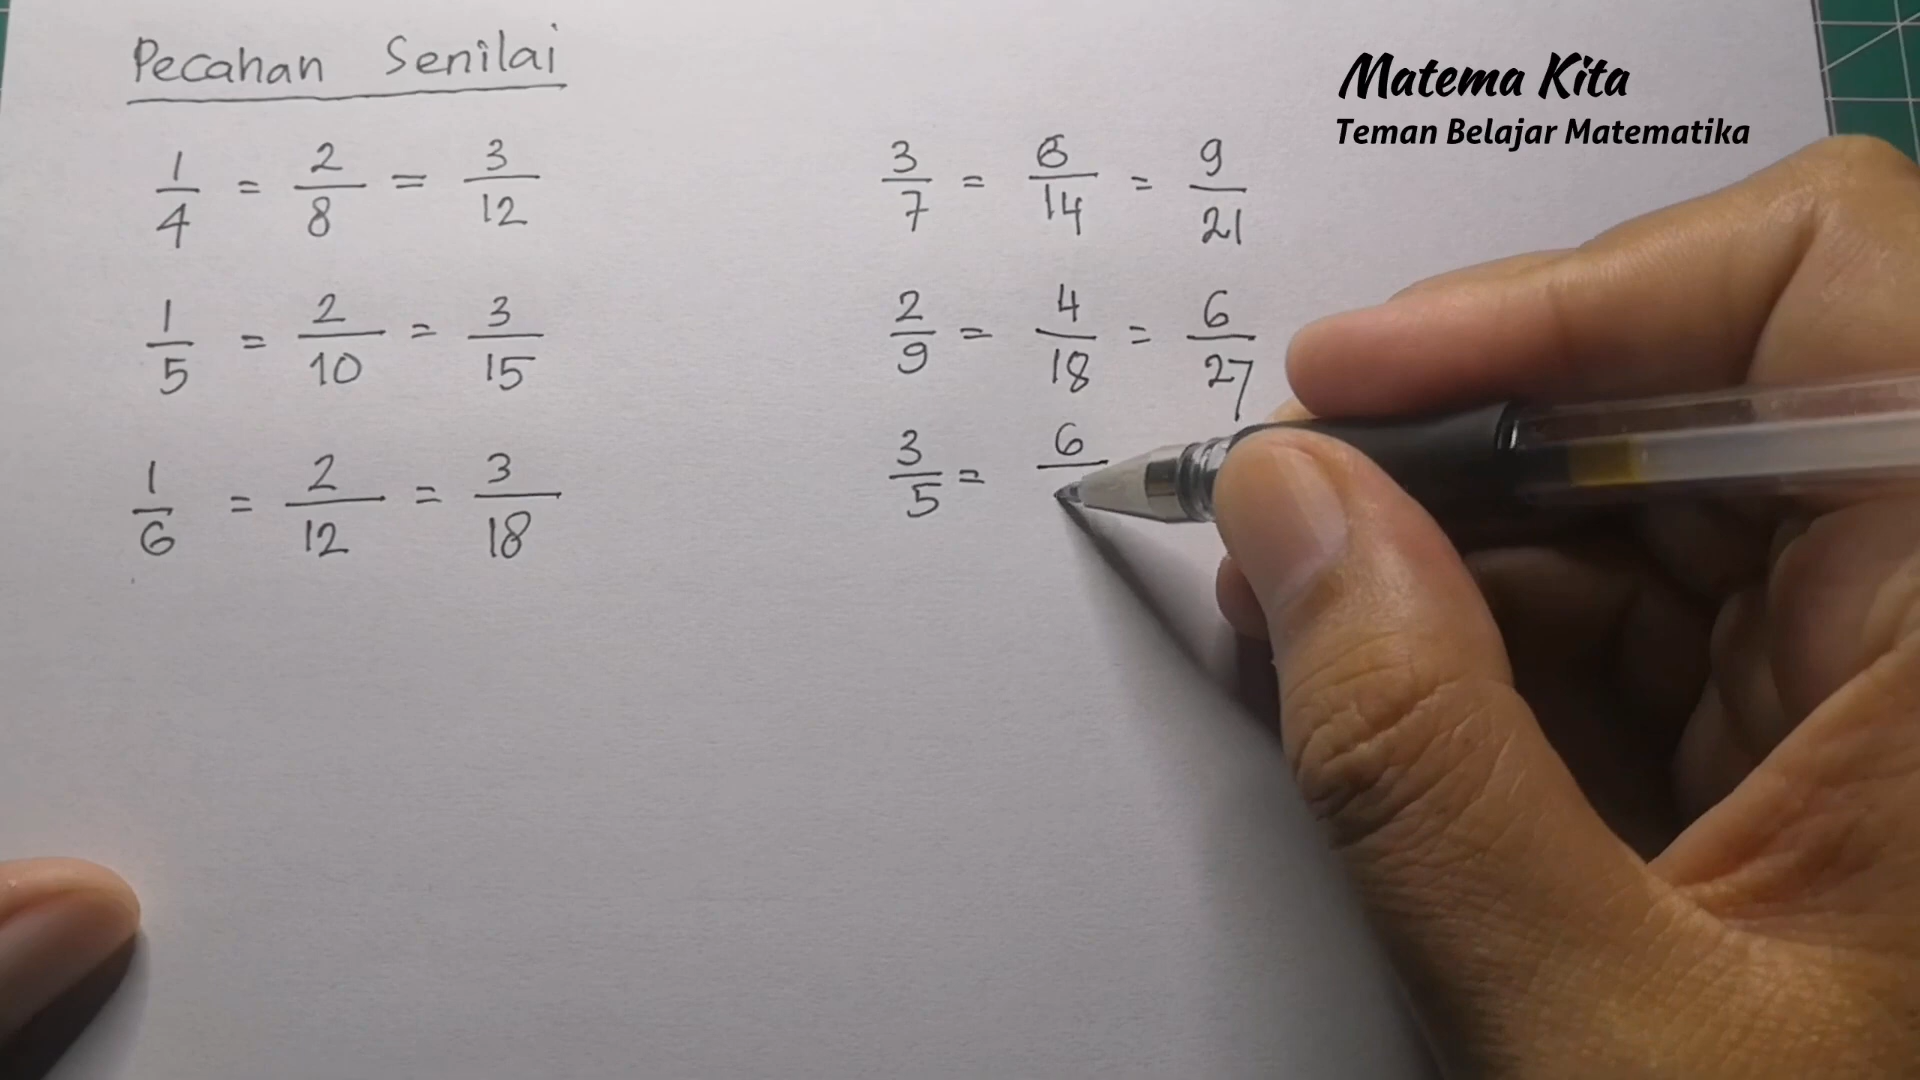 Pecahan Senilai
Matema Kita
Teman Belajar Matematika
1/4 = 2/8 = 3/12
1/5 = 2/10 = 3/15
1/6 = 2/12 = 3/18
3/7 = 6/14 = 9/21
2/9 = 4/18 = 6/27
3/5 = 6/